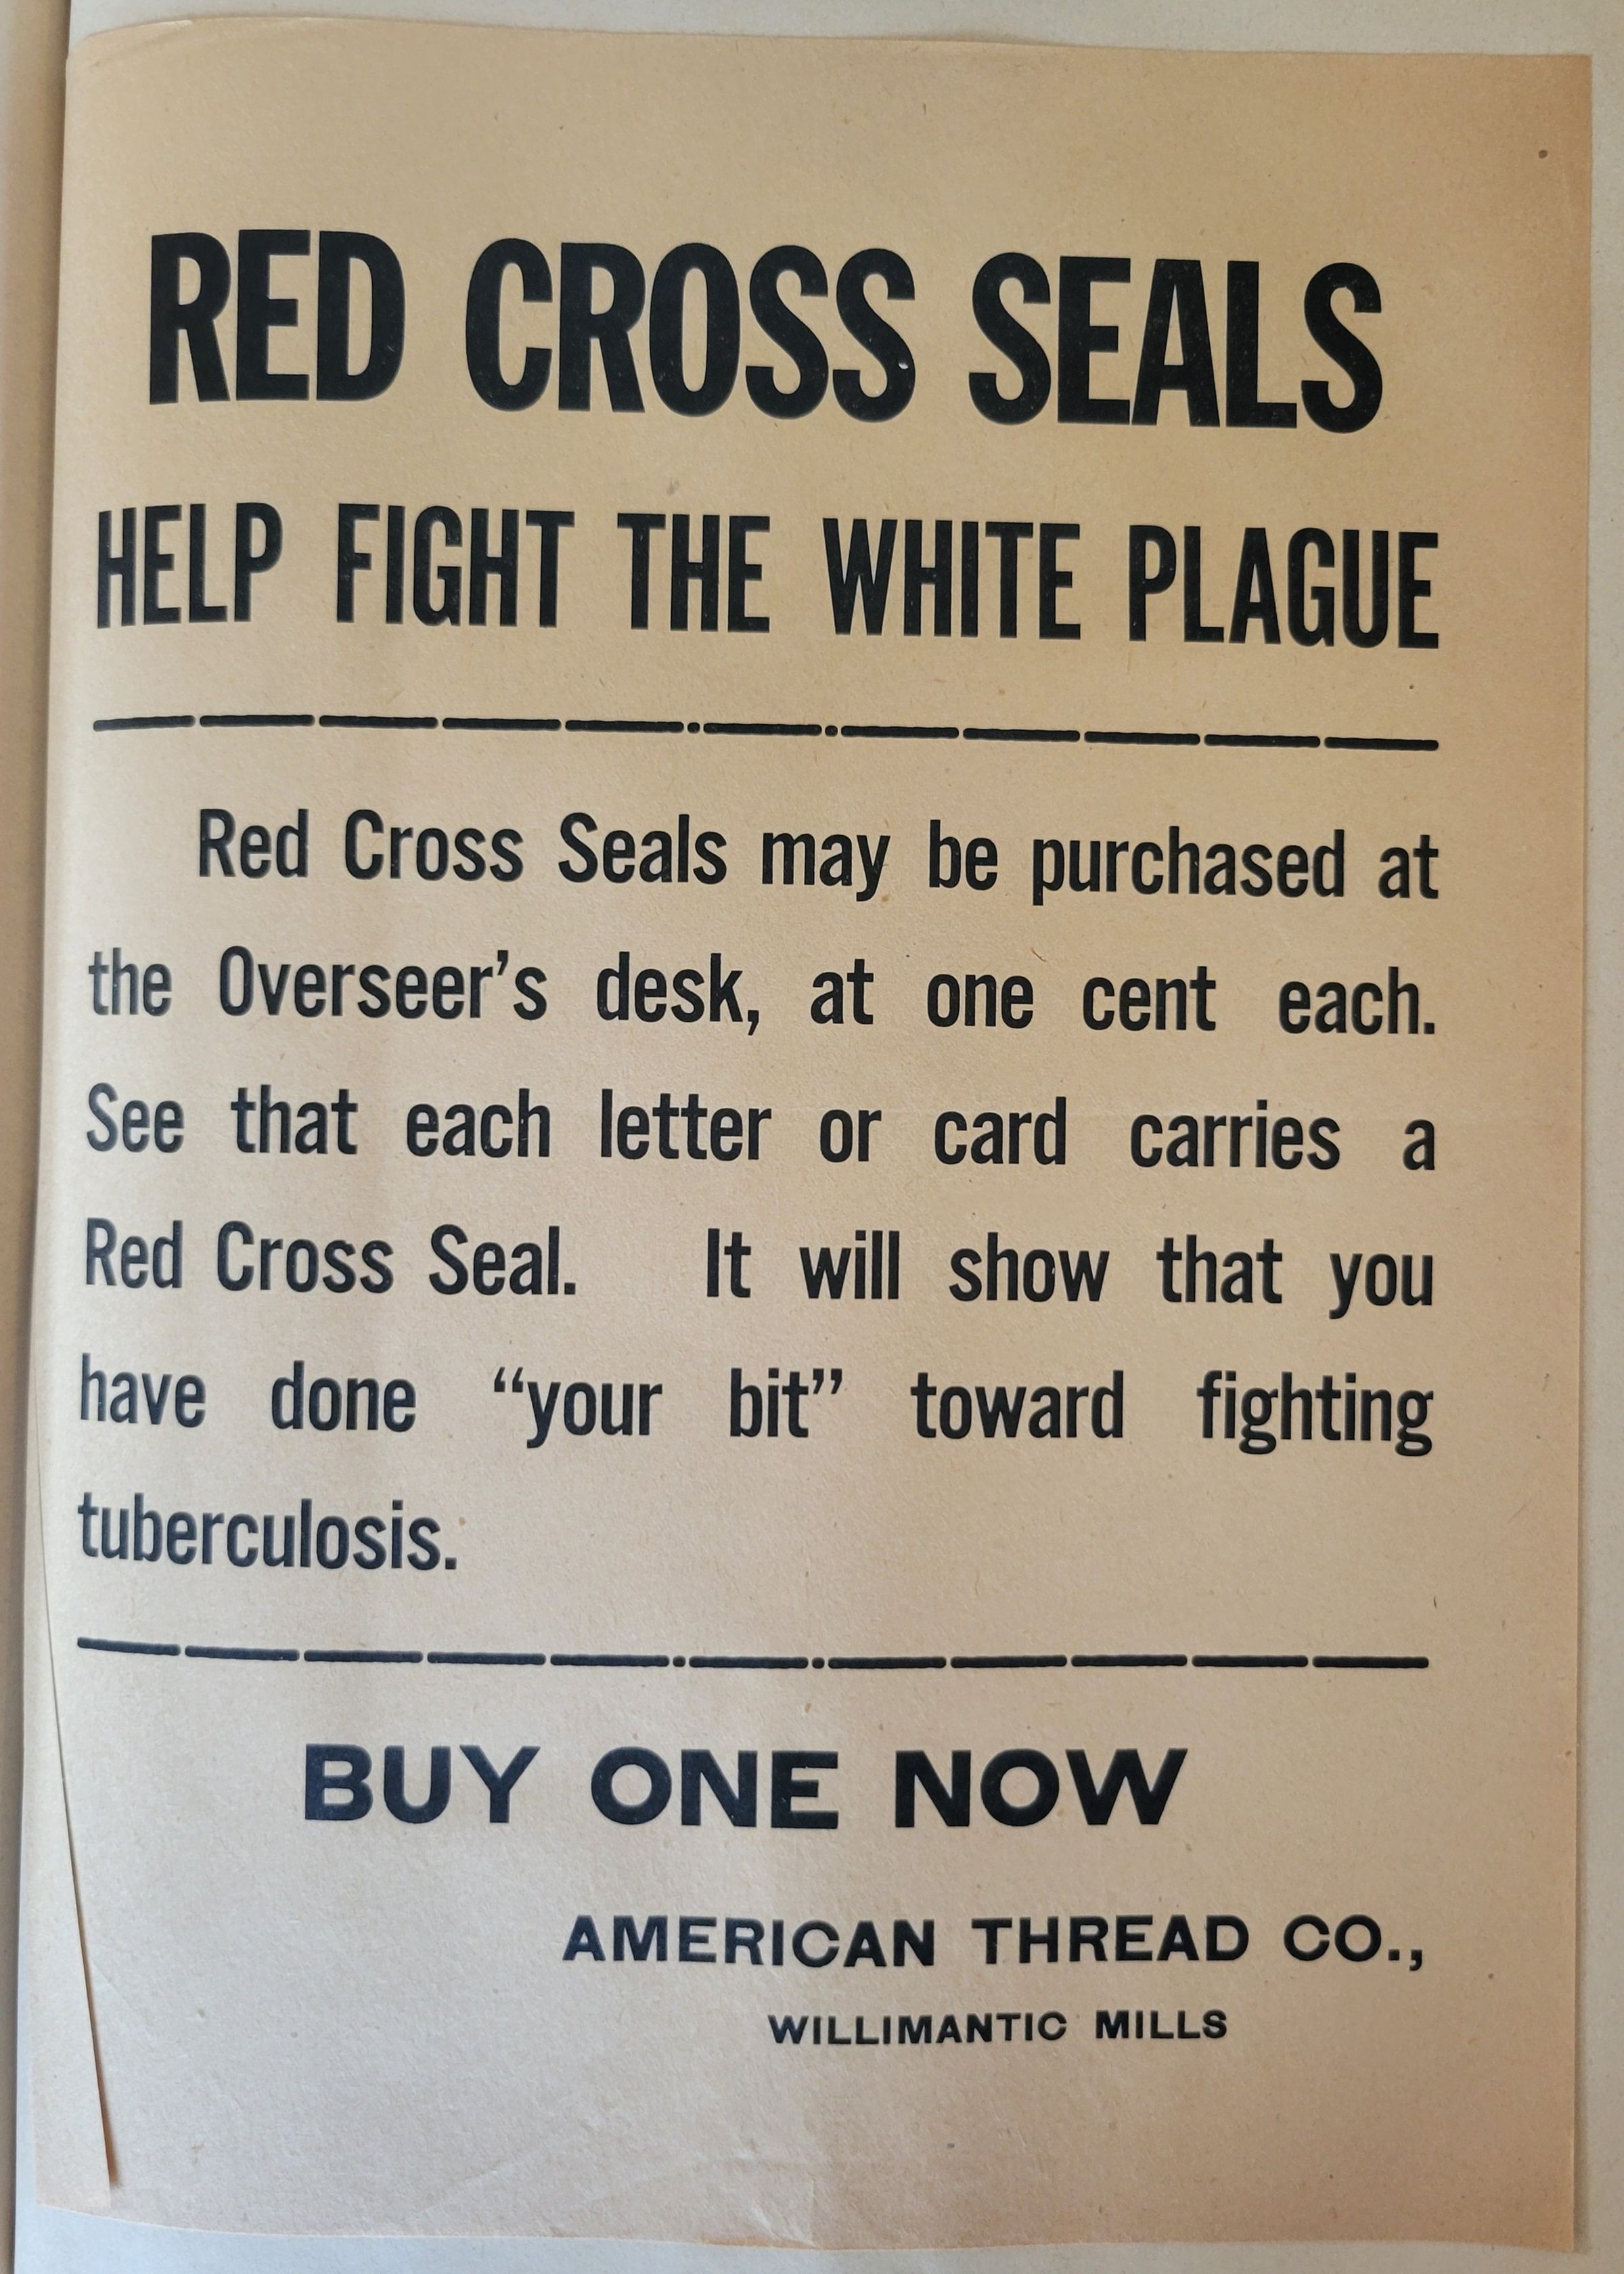 RED CROSS SEALS
HELP FIGHT THE WHITE PLAGUE
Red Cross Seals may be purchased at
the Overseer’s desk, at one cent each.
See that each letter or card carries a
Red Cross Seal. It will show that you
have done “your bit” toward fighting
tuberculosis.
BUY ONE NOW
AMERICAN THREAD CO.,
WILLIMANTIC MILLS